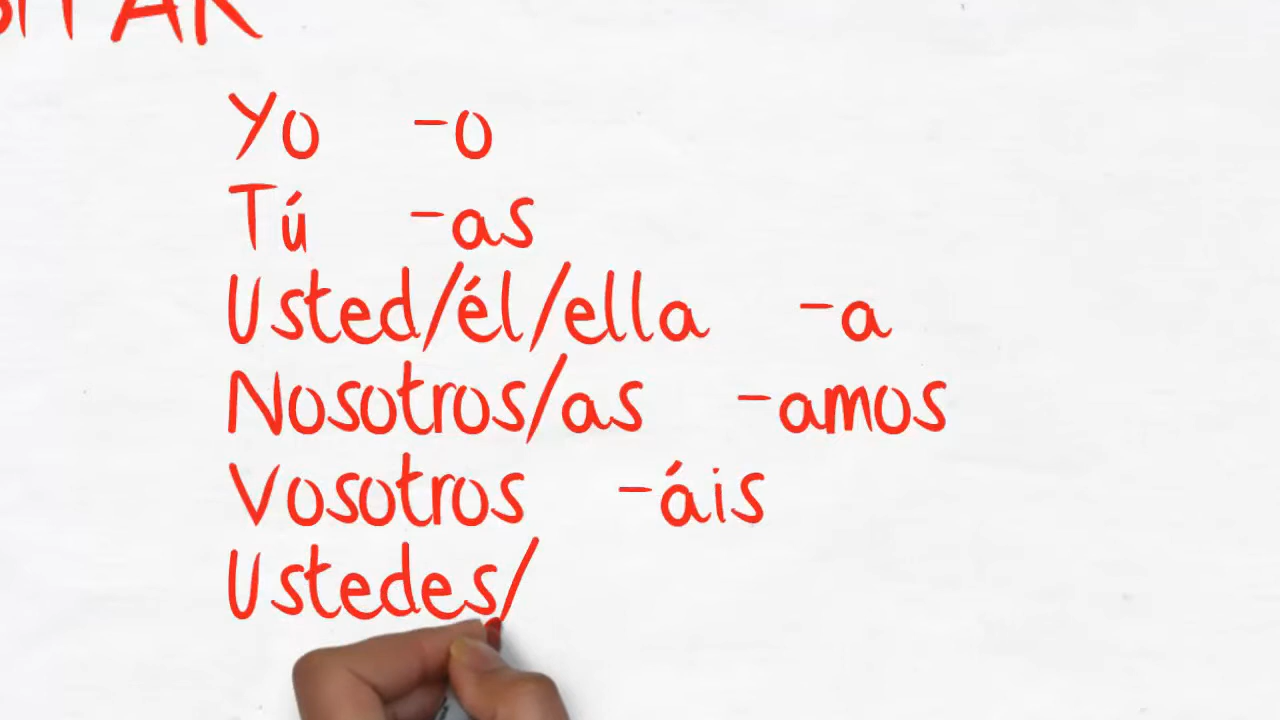 Yo -o
Tú -as
Usted/él/ella -a
Nosotros/as -amos
Vosotros -áis
Ustedes/